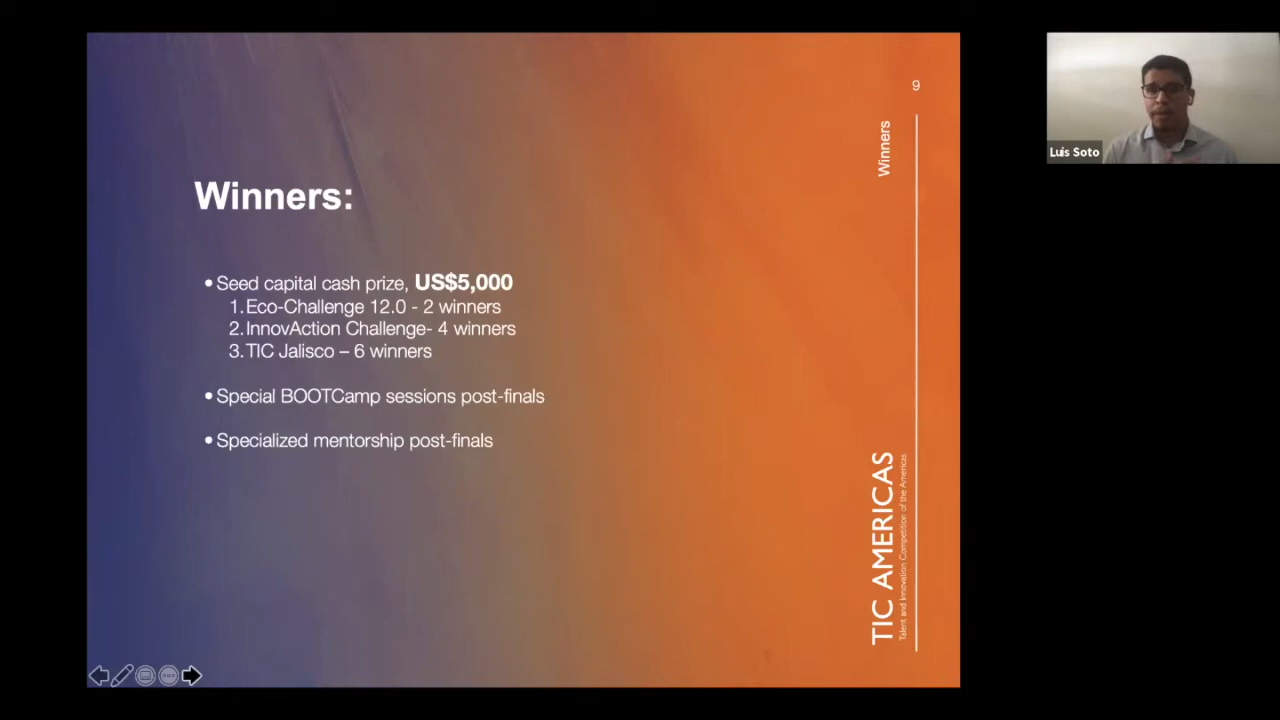 9
Winners
Winners:
• Seed capital cash prize, US$5,000
1. Eco-Challenge 12.0 - 2 winners
2. InnovAction Challenge- 4 winners
3. TIC Jalisco – 6 winners
• Special BOOTCamp sessions post-finals
• Specialized mentorship post-finals
TIC AMERICAS
Talent and Innovation Competition of the Americas
Luis Soto